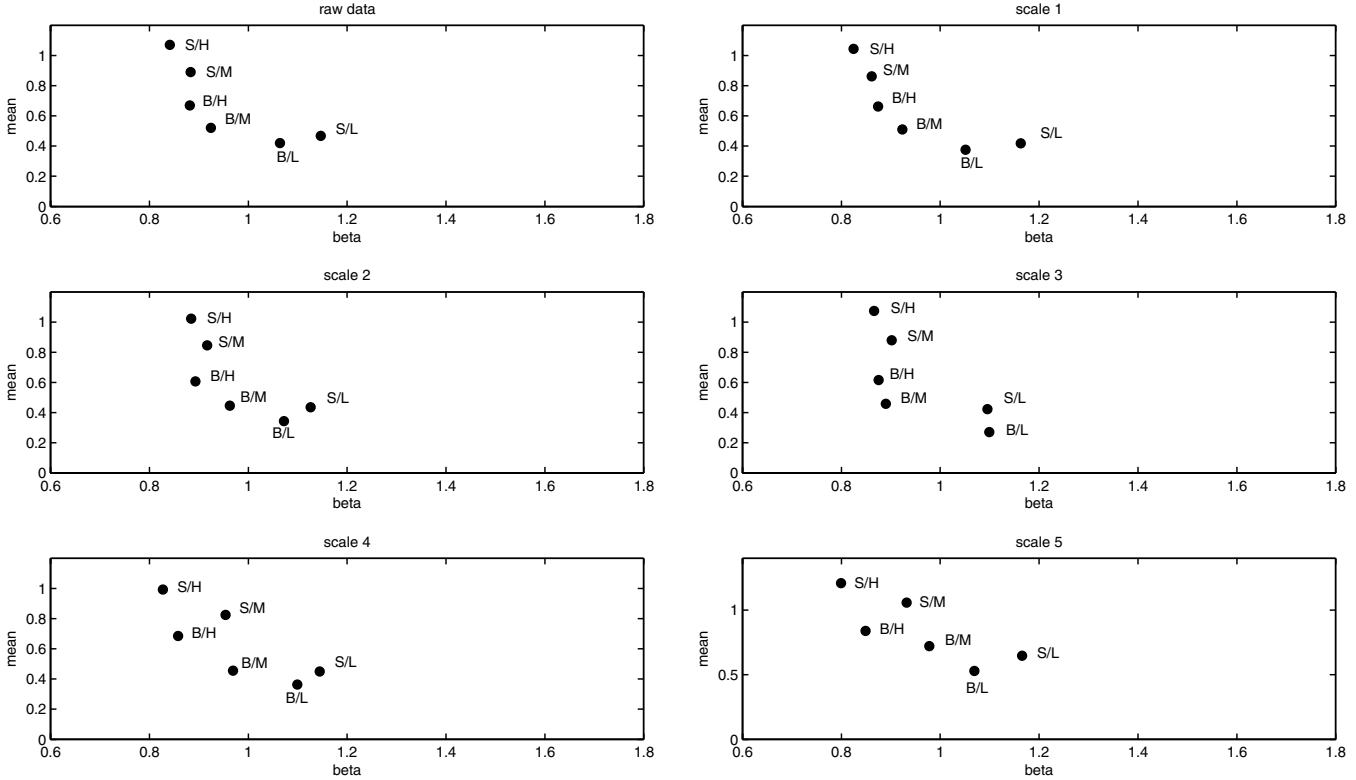 raw data
1
0.8
0.6
0.4
0.2
0
mean
S/H
S/M
B/H
B/M
B/L
S/L
0.6 0.8 1 1.2 1.4 1.6 1.8
beta
scale 1
1
0.8
0.6
0.4
0.2
0
mean
S/H
S/M
B/H
B/M
B/L
S/L
0.6 0.8 1 1.2 1.4 1.6 1.8
beta
scale 2
1
0.8
0.6
0.4
0.2
0
mean
S/H
S/M
B/H
B/M
B/L
S/L
0.6 0.8 1 1.2 1.4 1.6 1.8
beta
scale 3
1
0.8
0.6
0.4
0.2
0
mean
S/H
S/M
B/H
B/M
S/L
B/L
0.6 0.8 1 1.2 1.4 1.6 1.8
beta
scale 4
1
0.8
0.6
0.4
0.2
0
mean
S/H
S/M
B/H
B/M
S/L
B/L
0.6 0.8 1 1.2 1.4 1.6 1.8
beta
scale 5
1
0.5
0
mean
S/H
S/M
B/H
B/M
S/L
B/L
0.6 0.8 1 1.2 1.4 1.6 1.8
beta